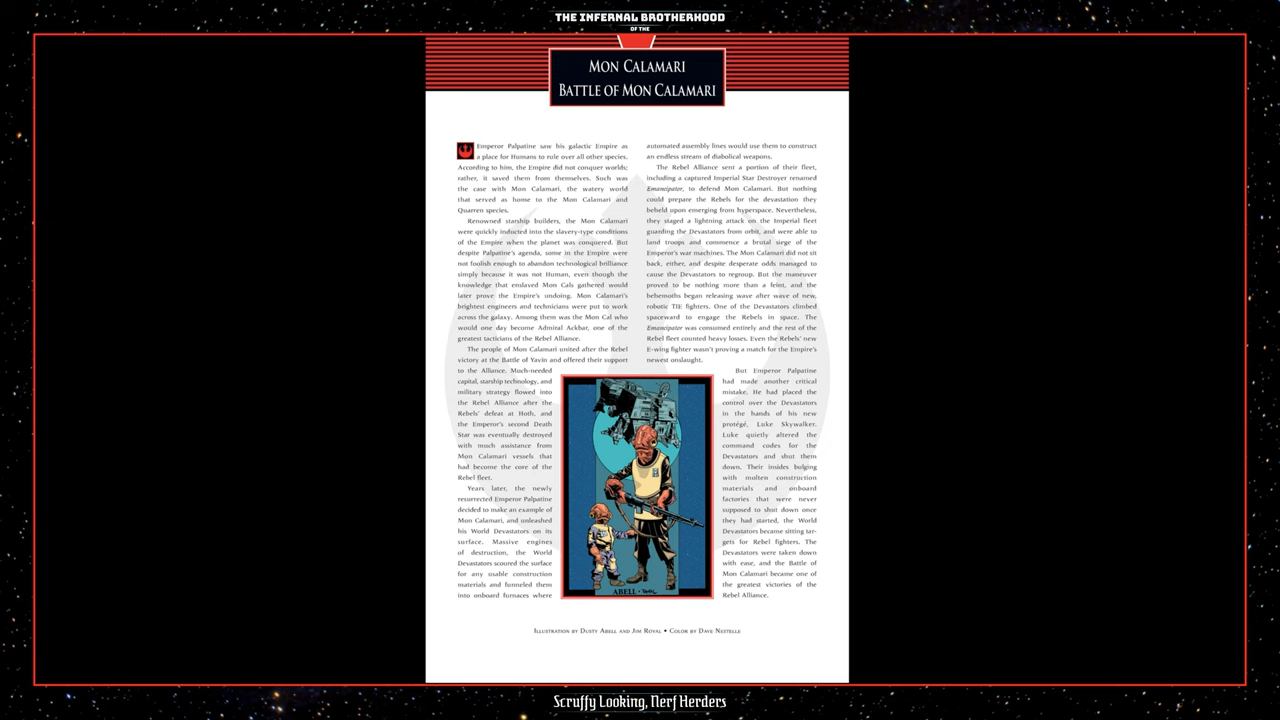 THE INFERNAL BROTHERHOOD
OF THE
MON CALAMARI
BATTLE OF MON CALAMARI
Emperor Palpatine saw his galactic Empire as
a place for Humans to rule over all other species.
According to him, the Empire did not conquer worlds;
rather, it saved them from themselves. Such was
the case with Mon Calamari, the watery world
that served as home to the Mon Calamari and
Quarren species.
Renowned starship builders, the Mon Calamari
were quickly inducted into the slavery-type conditions
of the Empire when the planet was conquered. But
despite Palpatine's agenda, some in the Empire were
not foolish enough to abandon technological brilliance
simply because it was not Human, even though the
knowledge that enslaved Mon Cals gathered would
later prove the Empire's undoing. Mon Calamari's
brightest engineers and technicians were put to work
across the galaxy. Among them was the Mon Cal who
would one day become Admiral Ackbar, one of the
greatest tacticians of the Rebel Alliance.
The people of Mon Calamari united after the Rebel
victory at the Battle of Yavin and offered their support
to the Alliance. Much-needed
capital, starship technology, and
military strategy flowed into
the Rebel Alliance after the
Rebels' defeat at Hoth, and
the Emperor's second Death
Star was eventually destroyed
with much assistance from
Mon Calamari vessels that
had become the core of the
Rebel fleet.
Years later, the newly
resurrected Emperor Palpatine
decided to make an example of
Mon Calamari, and unleashed
his World Devastators on its
surface. Massive engines
of destruction, the World
Devastators scoured the surface
for any usable construction
materials and funneled them
into onboard furnaces where
automated assembly lines would use them to construct
an endless stream of diabolical weapons.
The Rebel Alliance sent a portion of their fleet,
including a captured Imperial Star Destroyer renamed
Emancipator, to defend Mon Calamari. But nothing
could prepare the Rebels for the devastation they
beheld upon emerging from hyperspace. Nevertheless,
they staged a lightning attack on the Imperial fleet
guarding the Devastators from orbit, and were able to
land troops and commence a brutal siege of the
Emperor's war machines. The Mon Calamari did not sit
back, either, and despite desperate odds managed to
cause the Devastators to regroup. But the maneuver
proved to be nothing more than a feint, and the
behemoths began releasing wave after wave of new,
robotic TIE fighters. One of the Devastators climbed
spaceward to engage the Rebels in space. The
Emancipator was consumed entirely and the rest of the
Rebel fleet counted heavy losses. Even the Rebels' new
E-wing fighter wasn't proving a match for the Empire's
newest onslaught.
But Emperor Palpatine
had made another critical
mistake. He had placed the
control over the Devastators
in the hands of his new
protégé, Luke Skywalker.
Luke quietly altered the
command codes for the
Devastators and shut them
down. Their insides bulging
with molten construction
materials and onboard
factories that were never
supposed to shut down once
they had started, the World
Devastators became sitting tar-
gets for Rebel fighters. The
Devastators were taken down
with ease, and the Battle of
Mon Calamari became one of
the greatest victories of the
Rebel Alliance.
ABELL •
ILLUSTRATION BY DUSTY ABELL AND JIM ROYAL • COLOR BY DAVE NESTELLE
Scruffy Looking, Nerf Herders